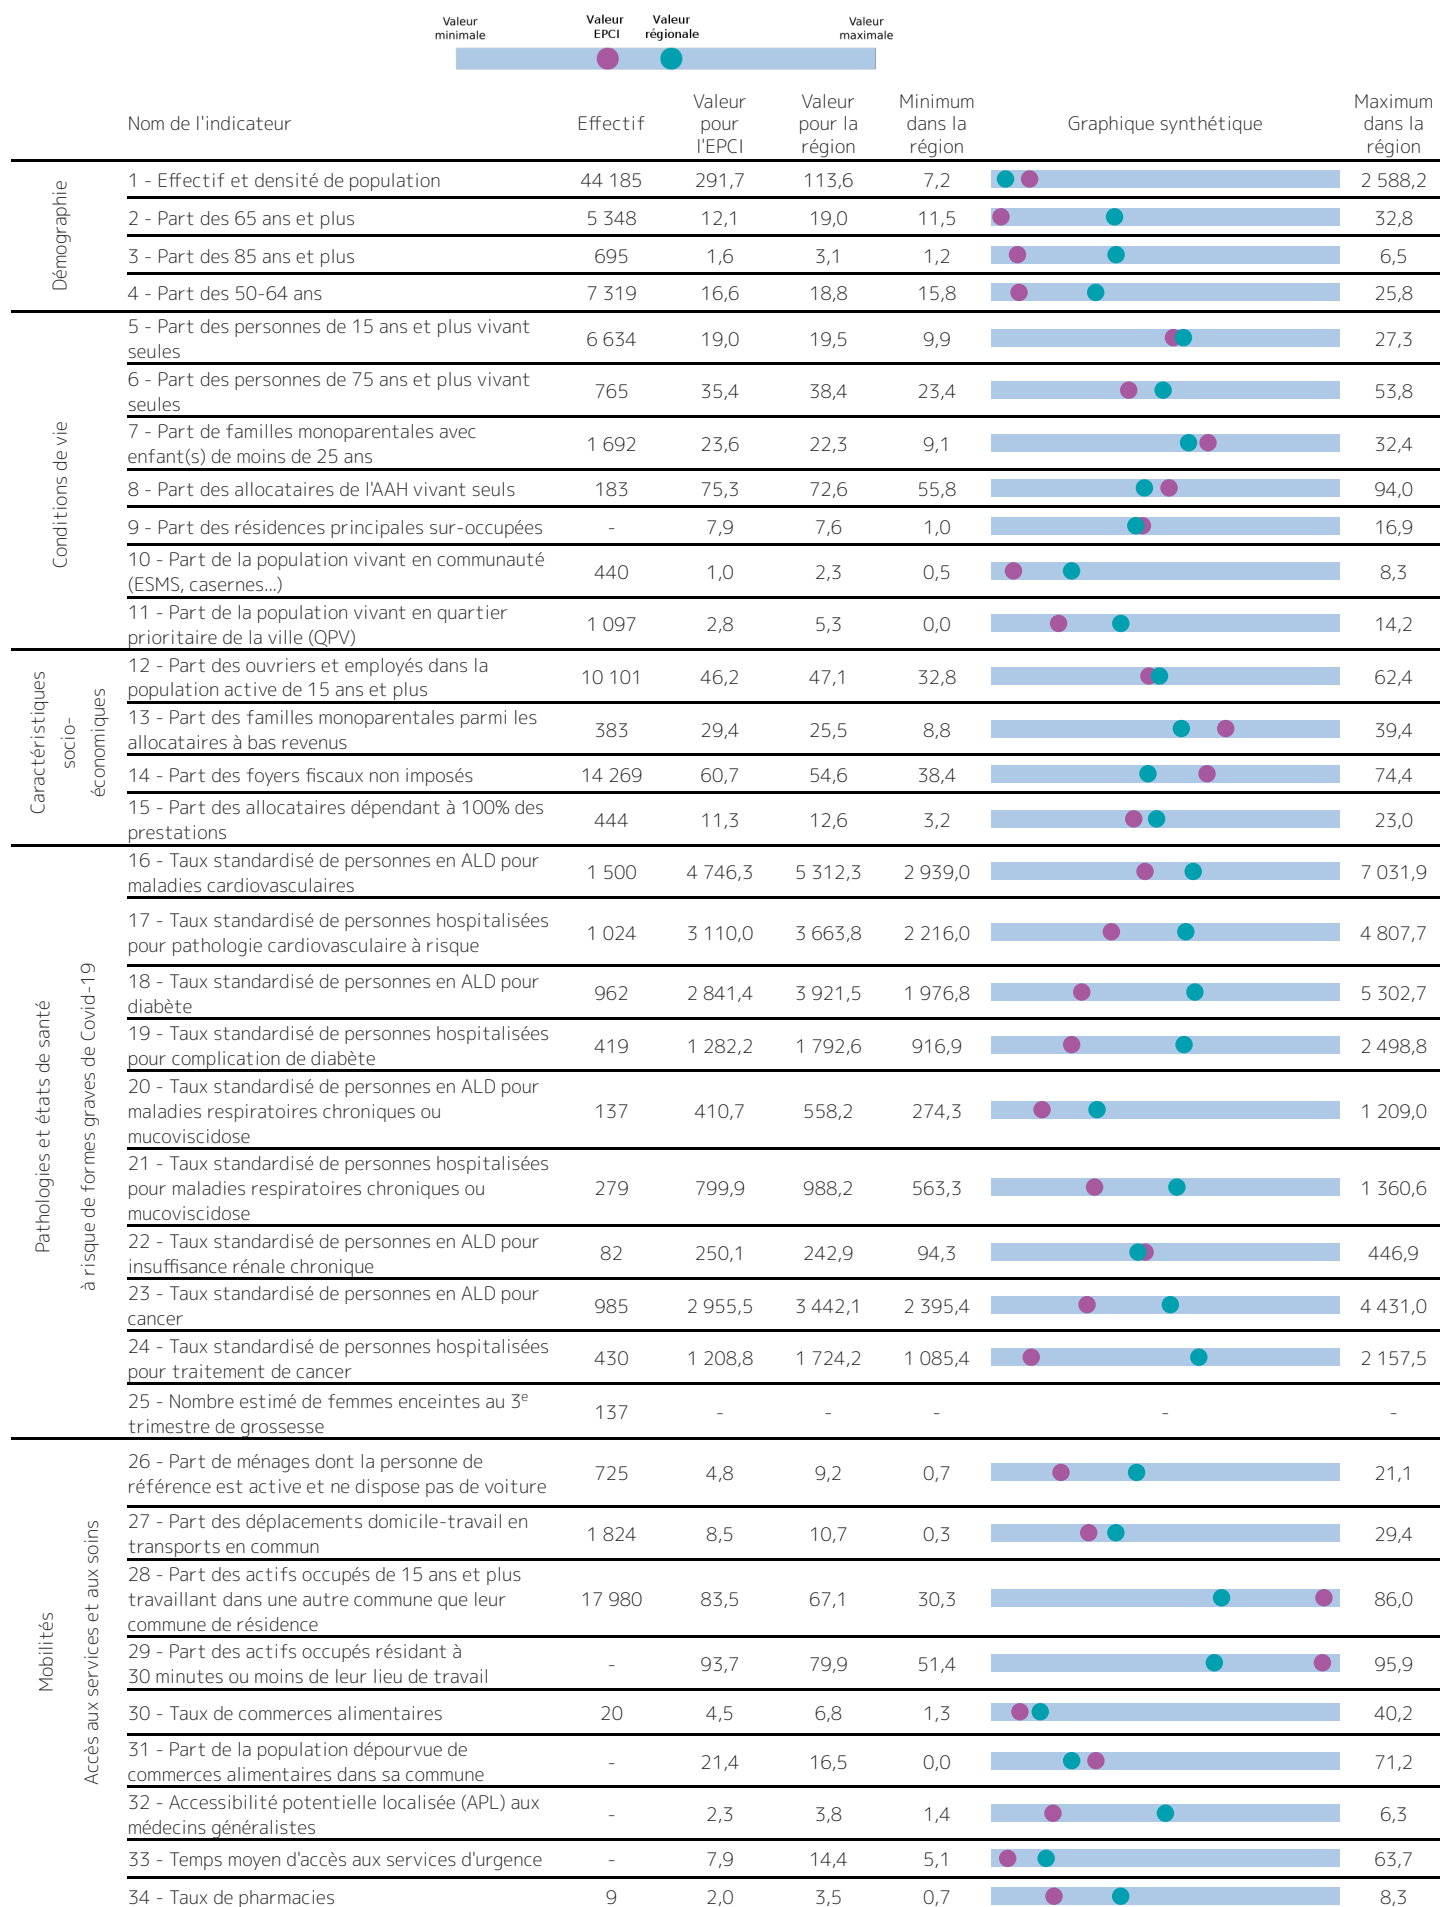 Valeur minimale
Valeur EPCI
Valeur régionale
Valeur maximale
Nom de l'indicateur Effectif Valeur pour l'EPCI Valeur pour la région Minimum dans la région Graphique synthétique Maximum dans la région
Démographie
1 - Effectif et densité de population 44 185 291,7 113,6 7,2 2 588,2
2 - Part des 65 ans et plus 5 348 12,1 19,0 11,5 32,8
3 - Part des 85 ans et plus 695 1,6 3,1 1,2 6,5
4 - Part des 50-64 ans 7 319 16,6 18,8 15,8 25,8
Conditions de vie
5 - Part des personnes de 15 ans et plus vivant
seules 6 634 19,0 19,5 9,9 27,3
6 - Part des personnes de 75 ans et plus vivant
seules 765 35,4 38,4 23,4 53,8
7 - Part de familles monoparentales avec
enfant(s) de moins de 25 ans 1 692 23,6 22,3 9,1 32,4
8 - Part des allocataires de l'AAH vivant seuls 183 75,3 72,6 55,8 94,0
9 - Part des résidences principales sur-occupées - 7,9 7,6 1,0 16,9
10 - Part de la population vivant en communauté
(ESMS, casernes...) 440 1,0 2,3 0,5 8,3
11 - Part de la population vivant en quartier
prioritaire de la ville (QPV) 1 097 2,8 5,3 0,0 14,2
Caractéristiques
socio-
économiques
12 - Part des ouvriers et employés dans la
population active de 15 ans et plus 10 101 46,2 47,1 32,8 62,4
13 - Part des familles monoparentales parmi les
allocataires à bas revenus 383 29,4 25,5 8,8 39,4
14 - Part des foyers fiscaux non imposés 14 269 60,7 54,6 38,4 74,4
15 - Part des allocataires dépendant à 100% des
prestations 444 11,3 12,6 3,2 23,0
Pathologies et états de santé
à risque de formes graves de Covid-19
16 - Taux standardisé de personnes en ALD pour
maladies cardiovasculaires 1 500 4 746,3 5 312,3 2 939,0 7 031,9
17 - Taux standardisé de personnes hospitalisées
pour pathologie cardiovasculaire à risque 1 024 3 110,0 3 663,8 2 216,0 4 807,7
18 - Taux standardisé de personnes en ALD pour
diabète 962 2 841,4 3 921,5 1 976,8 5 302,7
19 - Taux standardisé de personnes hospitalisées
pour complication de diabète 419 1 282,2 1 792,6 916,9 2 498,8
20 - Taux standardisé de personnes en ALD pour
maladies respiratoires chroniques ou
mucoviscidose 137 410,7 558,2 274,3 1 209,0
21 - Taux standardisé de personnes hospitalisées
pour maladies respiratoires chroniques ou
mucoviscidose 279 799,9 988,2 563,3 1 360,6
22 - Taux standardisé de personnes en ALD pour
insuffisance rénale chronique 82 250,1 242,9 94,3 446,9
23 - Taux standardisé de personnes en ALD pour
cancer 985 2 955,5 3 442,1 2 395,4 4 431,0
24 - Taux standardisé de personnes hospitalisées
pour traitement de cancer 430 1 208,8 1 724,2 1 085,4 2 157,5
25 - Nombre estimé de femmes enceintes au 3e
trimestre de grossesse 137 - - - - -
Mobilités
Accès aux services et aux soins
26 - Part de ménages dont la personne de
référence est active et ne dispose pas de voiture 725 4,8 9,2 0,7 21,1
27 - Part des déplacements domicile-travail en
transports en commun 1 824 8,5 10,7 0,3 29,4
28 - Part des actifs occupés de 15 ans et plus
travaillant dans une autre commune que leur
commune de résidence 17 980 83,5 67,1 30,3 86,0
29 - Part des actifs occupés résidant à
30 minutes ou moins de leur lieu de travail - 93,7 79,9 51,4 95,9
30 - Taux de commerces alimentaires 20 4,5 6,8 1,3 40,2
31 - Part de la population dépourvue de
commerces alimentaires dans sa commune - 21,4 16,5 0,0 71,2
32 - Accessibilité potentielle localisée (APL) aux
médecins généralistes - 2,3 3,8 1,4 6,3
33 - Temps moyen d'accès aux services d'urgence - 7,9 14,4 5,1 63,7
34 - Taux de pharmacies 9 2,0 3,5 0,7 8,3